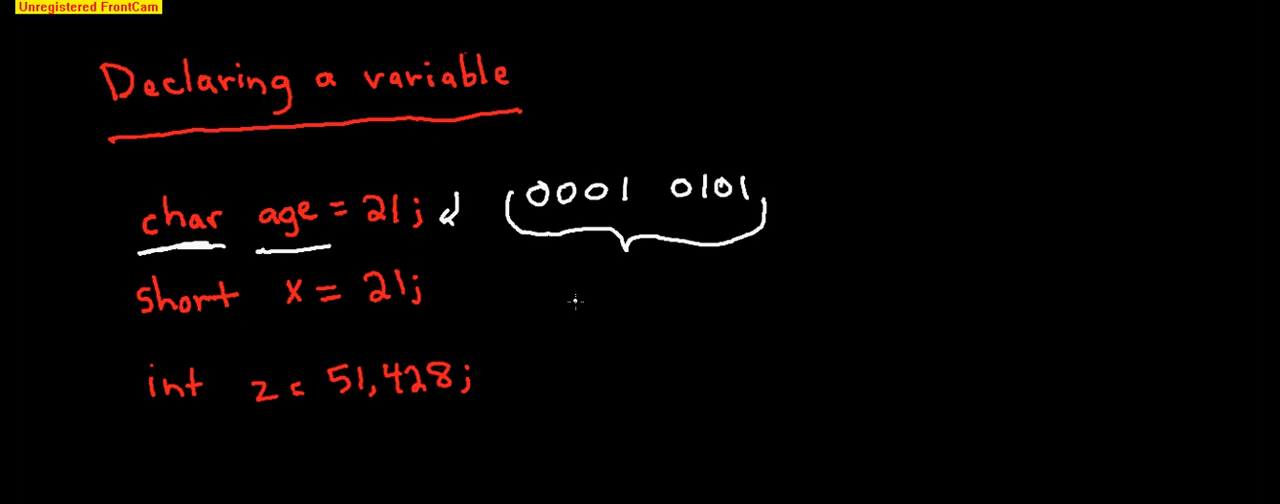 Unregistered FrontCam
Declaring a variable
char age = 21;
0001 0101
short x = 21;
int z = 51,428;